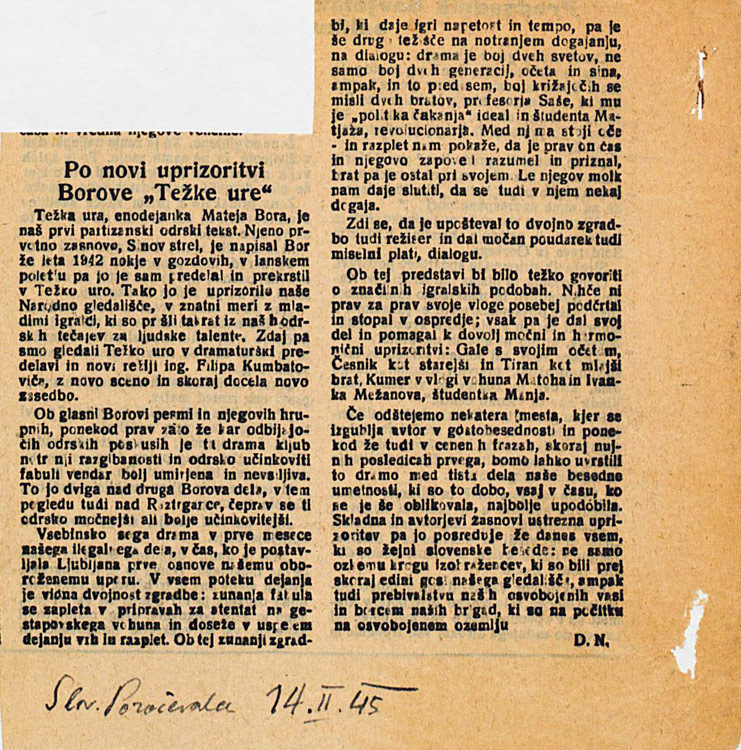 Po novi uprizoritvi
Borove „Težke ure“
Težka ura, enodejanka Mateja Bora, je
naš prvi partizanski odrski tekst. Njeno pr-
votno zasnovo, Sinov strel, je napisal Bor
že leta 1942 nekje v gozdovih, v lanskem
poletju pa jo je sam predelal in prekrstil
v Težko uro. Tako jo je uprizorilo naše
Narodno gledališče, v znatni meri z mla-
dimi igralci, ki so prišli takrat iz naših odr-
skih tečajev za ljudske talente. Zdaj pa
smo gledali Težko uro v dramaturški pre-
delavi in novi režiji ing. Filipa Kumbato-
viča, z novo sceno in skoraj docela novo
zasedbo.
Ob glasni Borovi pesmi in njegovih hru-
pnih, ponekod prav zato že kar odbijajo-
čih odrskih poskusih je ta drama kljub
notranji razgibanosti in odrsko učinkoviti
fabuli vendar bolj umirjena in nevsiljiva.
To jo dviga nad druga Borova dela, v tem
pogledu tudi nad Raztrgance, čeprav se ti
odrsko močnejši ali bolje učinkovitejši.
Vsebinsko sega drama v prve mesece
našega ilegalnega dela, v čas, ko je postav-
ljala Ljubljana prve osnove našemu obo-
roženemu uporu. V vsem poteku dejanja
je vidna dvojnost zgradbe: zunanja fabula
se zapleta v pripravah za atentat na ge-
stapovskega vohuna in doseže v uspelem
dejanju vrh in razplet. Ob tej zunanji zgrad-
bi, ki daje igri napetost in tempo, pa je
še drugo težišče na notranjem dogajanju,
na dialogu: drama je boj dveh svetov, ne
samo boj dveh generacij, očeta in sina,
ampak, in to predvsem, boj križajočih se
misli dveh bratov, profesorja Saše, ki mu
je „politika čakanja“ ideal in študenta Ma-
tjaža, revolucionarja. Med njima stoji oče
- in razplet nam pokaže, da je prav on čas
in njegovo zapoved razumel in priznal,
brat pa je ostal pri svojem. Le njegov molk
nam daje slutiti, da se tudi v njem nekaj
dogaja.
Zdi se, da je upošteval to dvojno zgrad-
bo tudi režiser in dal močan poudarek tudi
miselni plati, dialogu.
Ob tej predstavi bi bilo težko govoriti
o značilnih igralskih podobah. Nihče ni
prav za prav svoje vloge posebej podčrtal
in stopal v ospredje; vsak pa je dal svoj
del in pomagal k dovolj močni in harmo-
nični uprizoritvi: Gale s svojim očetom,
Česnik kot starejši in Tiran kot mlajši
brat, Kumer v vlogi vohuna Matoha in Ivan-
ka Mežanova, študentka Manja.
Če odštejemo nekatera mesta, kjer se
izgublja avtor v gostobesednosti in pone-
kod že tudi v cenenih frazah, skoraj nuj-
nih posledicah prvega, bomo lahko uvrstili
to dramo med tista dela naše besedne
umetnosti, ki so to dobo, vsaj v času, ko
se je še oblikovala, najbolje upodobila.
Skladna in avtorjevi zasnovi ustrezna upri-
zoritev pa jo posreduje že danes vsem,
ki so žejni slovenske besede: ne samo
ozkemu krogu izobražencev, ki so bili prej
skoraj edini gosti našega gledališča, ampak
tudi prebivalstvu naših osvobojenih vasi
in borcem naših brigad, ki so na počitku
na osvobojenem ozemlju
D. N.
Slov. Poročevalec 14. II. 45